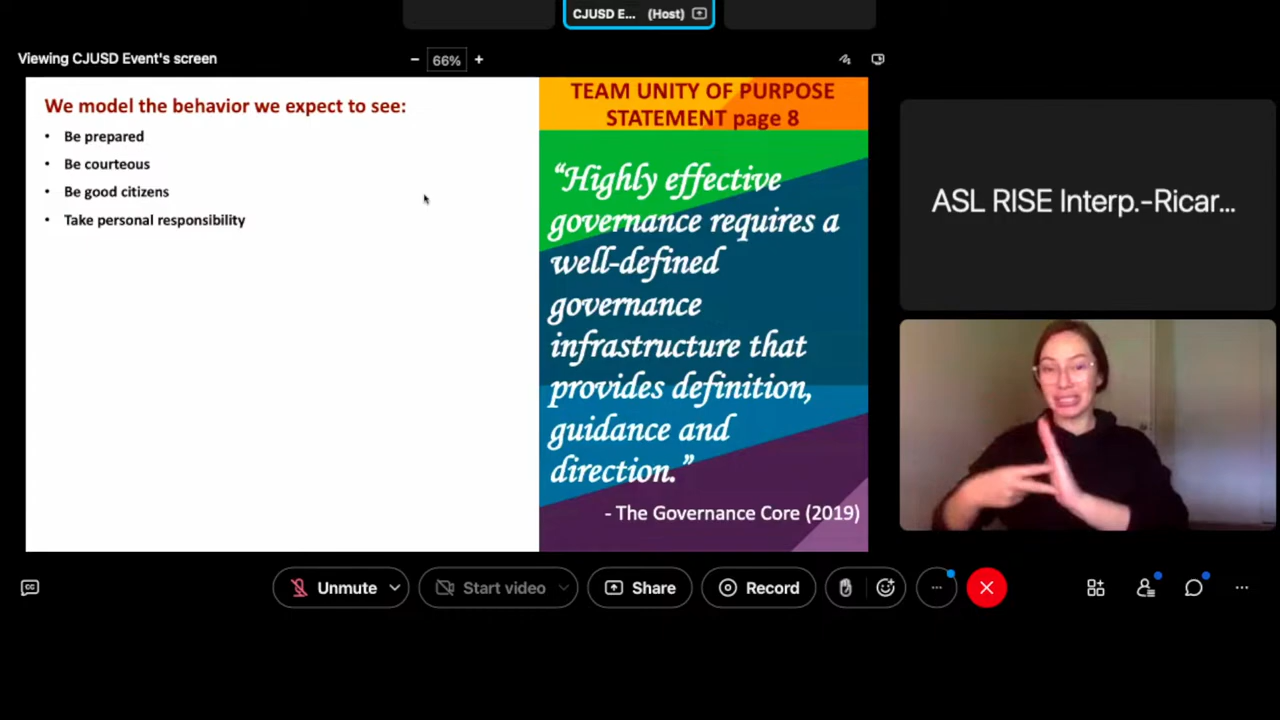 CJUSD E... (Host)
Viewing CJUSD Event's screen
− 66% +
We model the behavior we expect to see:
• Be prepared
• Be courteous
• Be good citizens
• Take personal responsibility
TEAM UNITY OF PURPOSE
STATEMENT page 8
“Highly effective
governance requires a
well-defined
governance
infrastructure that
provides definition,
guidance and
direction.”
- The Governance Core (2019)
ASL RISE Interp.-Ricar...
CC
Unmute
Start video
Share
Record